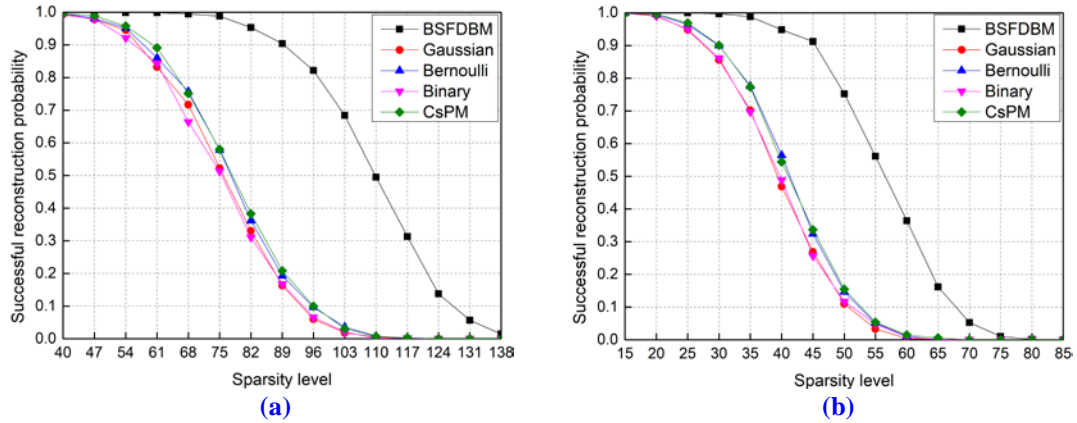 1.0
0.9
0.8
0.7
0.6
0.5
0.4
0.3
0.2
0.1
0.0
Successful reconstruction probability
40 47 54 61 68 75 82 89 96 103 110 117 124 131 138
Sparsity level
BSFDBM
Gaussian
Bernoulli
Binary
CsPM
(a)
1.0
0.9
0.8
0.7
0.6
0.5
0.4
0.3
0.2
0.1
0.0
Successful reconstruction probability
15 20 25 30 35 40 45 50 55 60 65 70 75 80 85
Sparsity level
BSFDBM
Gaussian
Bernoulli
Binary
CsPM
(b)